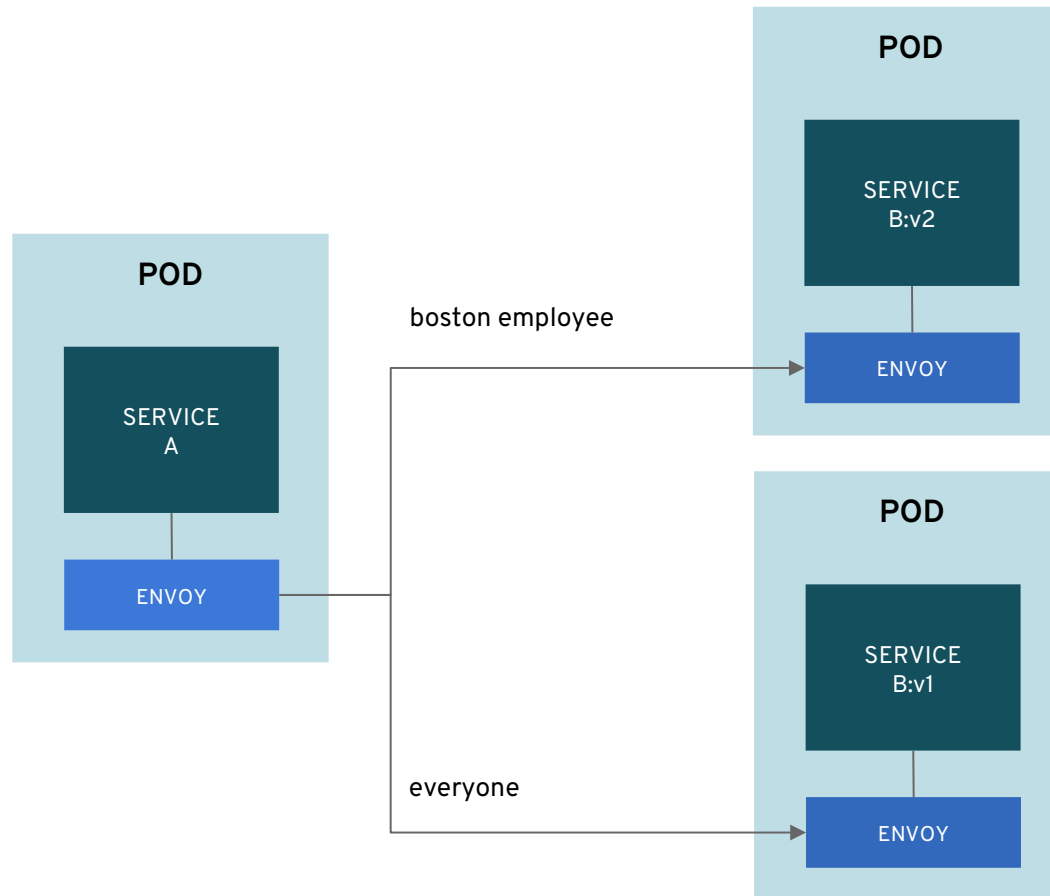 POD
SERVICE
A
ENVOY
boston employee
everyone
POD
SERVICE
B:v2
ENVOY
POD
SERVICE
B:v1
ENVOY